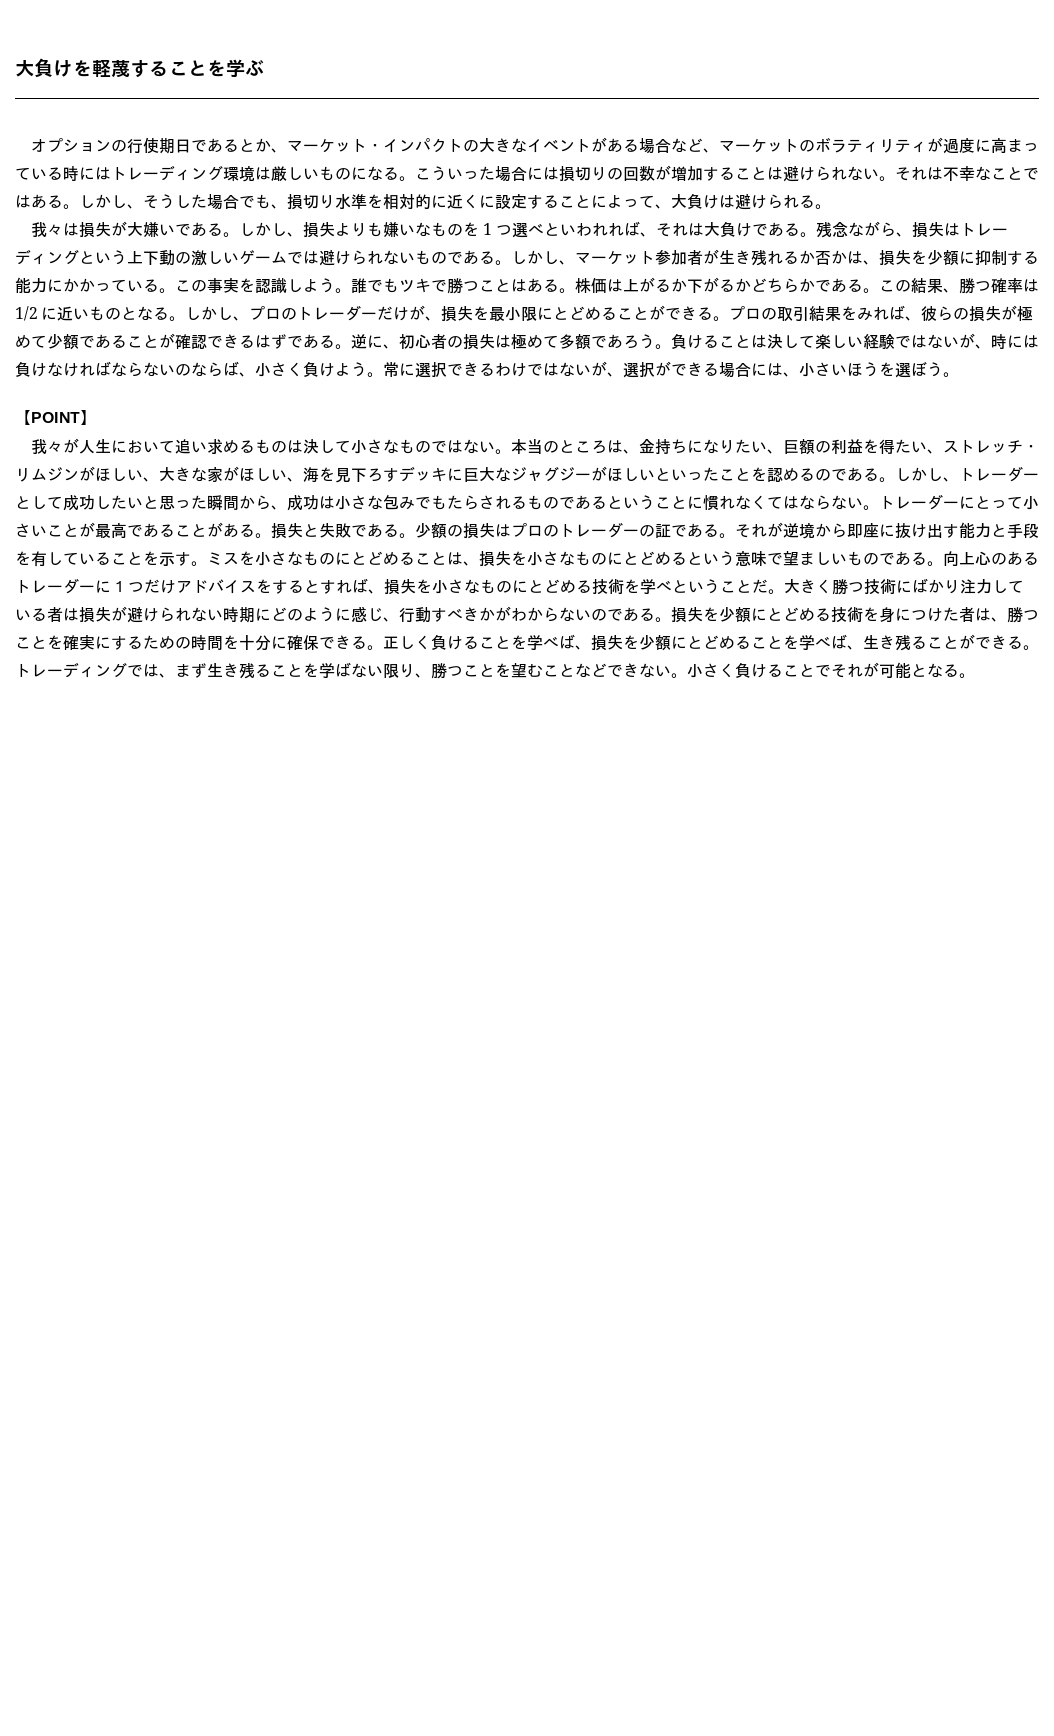 大負けを軽蔑することを学ぶ
　オプションの行使期日であるとか、マーケット・インパクトの大きなイベントがある場合など、マーケットのボラティリティが過度に高まっ
ている時にはトレーディング環境は厳しいものになる。こういった場合には損切りの回数が増加することは避けられない。それは不幸なことで
はある。しかし、そうした場合でも、損切り水準を相対的に近くに設定することによって、大負けは避けられる。
　我々は損失が大嫌いである。しかし、損失よりも嫌いなものを 1 つ選べといわれれば、それは大負けである。残念ながら、損失はトレー
ディングという上下動の激しいゲームでは避けられないものである。しかし、マーケット参加者が生き残れるか否かは、損失を少額に抑制する
能力にかかっている。この事実を認識しよう。誰でもツキで勝つことはある。株価は上がるか下がるかどちらかである。この結果、勝つ確率は
1/2 に近いものとなる。しかし、プロのトレーダーだけが、損失を最小限にとどめることができる。プロの取引結果をみれば、彼らの損失が極
めて少額であることが確認できるはずである。逆に、初心者の損失は極めて多額であろう。負けることは決して楽しい経験ではないが、時には
負けなければならないのならば、小さく負けよう。常に選択できるわけではないが、選択ができる場合には、小さいほうを選ぼう。
【POINT】
　我々が人生において追い求めるものは決して小さなものではない。本当のところは、金持ちになりたい、巨額の利益を得たい、ストレッチ・
リムジンがほしい、大きな家がほしい、海を見下ろすデッキに巨大なジャグジーがほしいといったことを認めるのである。しかし、トレーダー
として成功したいと思った瞬間から、成功は小さな包みでもたらされるものであるということに慣れなくてはならない。トレーダーにとって小
さいことが最高であることがある。損失と失敗である。少額の損失はプロのトレーダーの証である。それが逆境から即座に抜け出す能力と手段
を有していることを示す。ミスを小さなものにとどめることは、損失を小さなものにとどめるという意味で望ましいものである。向上心のある
トレーダーに 1 つだけアドバイスをするとすれば、損失を小さなものにとどめる技術を学べということだ。大きく勝つ技術にばかり注力して
いる者は損失が避けられない時期にどのように感じ、行動すべきかがわからないのである。損失を少額にとどめる技術を身につけた者は、勝つ
ことを確実にするための時間を十分に確保できる。正しく負けることを学べば、損失を少額にとどめることを学べば、生き残ることができる。
トレーディングでは、まず生き残ることを学ばない限り、勝つことを望むことなどできない。小さく負けることでそれが可能となる。